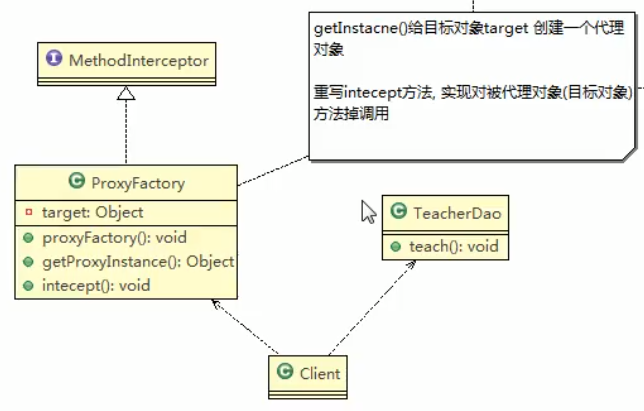 getInstacne()给目标对象target 创建一个代理
对象
重写intecept方法, 实现对被代理对象(目标对象)
方法掉调用
I MethodInterceptor
C ProxyFactory
target: Object
proxyFactory(): void
getProxyInstance(): Object
intecept(): void
C TeacherDao
teach(): void
C Client